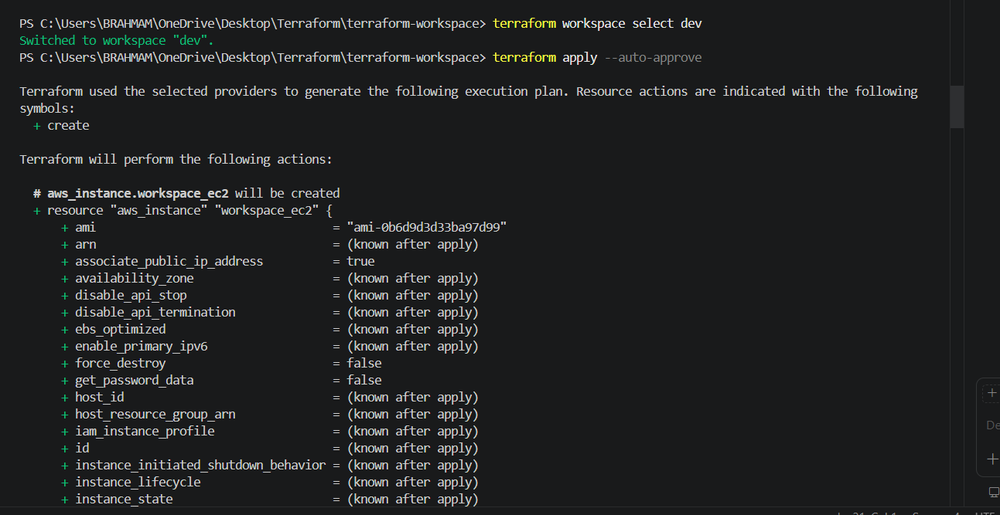 PS C:\Users\BRAHMAM\OneDrive\Desktop\Terraform\terraform-workspace> terraform workspace select dev
Switched to workspace "dev".
PS C:\Users\BRAHMAM\OneDrive\Desktop\Terraform\terraform-workspace> terraform apply --auto-approve
Terraform used the selected providers to generate the following execution plan. Resource actions are indicated with the following
symbols:
+ create
Terraform will perform the following actions:
# aws_instance.workspace_ec2 will be created
+ resource "aws_instance" "workspace_ec2" {
+ ami = "ami-0b6d9d3d33ba97d99"
+ arn = (known after apply)
+ associate_public_ip_address = true
+ availability_zone = (known after apply)
+ disable_api_stop = (known after apply)
+ disable_api_termination = (known after apply)
+ ebs_optimized = (known after apply)
+ enable_primary_ipv6 = (known after apply)
+ force_destroy = false
+ get_password_data = false
+ host_id = (known after apply)
+ host_resource_group_arn = (known after apply)
+ iam_instance_profile = (known after apply)
+ id = (known after apply)
+ instance_initiated_shutdown_behavior = (known after apply)
+ instance_lifecycle = (known after apply)
+ instance_state = (known after apply)